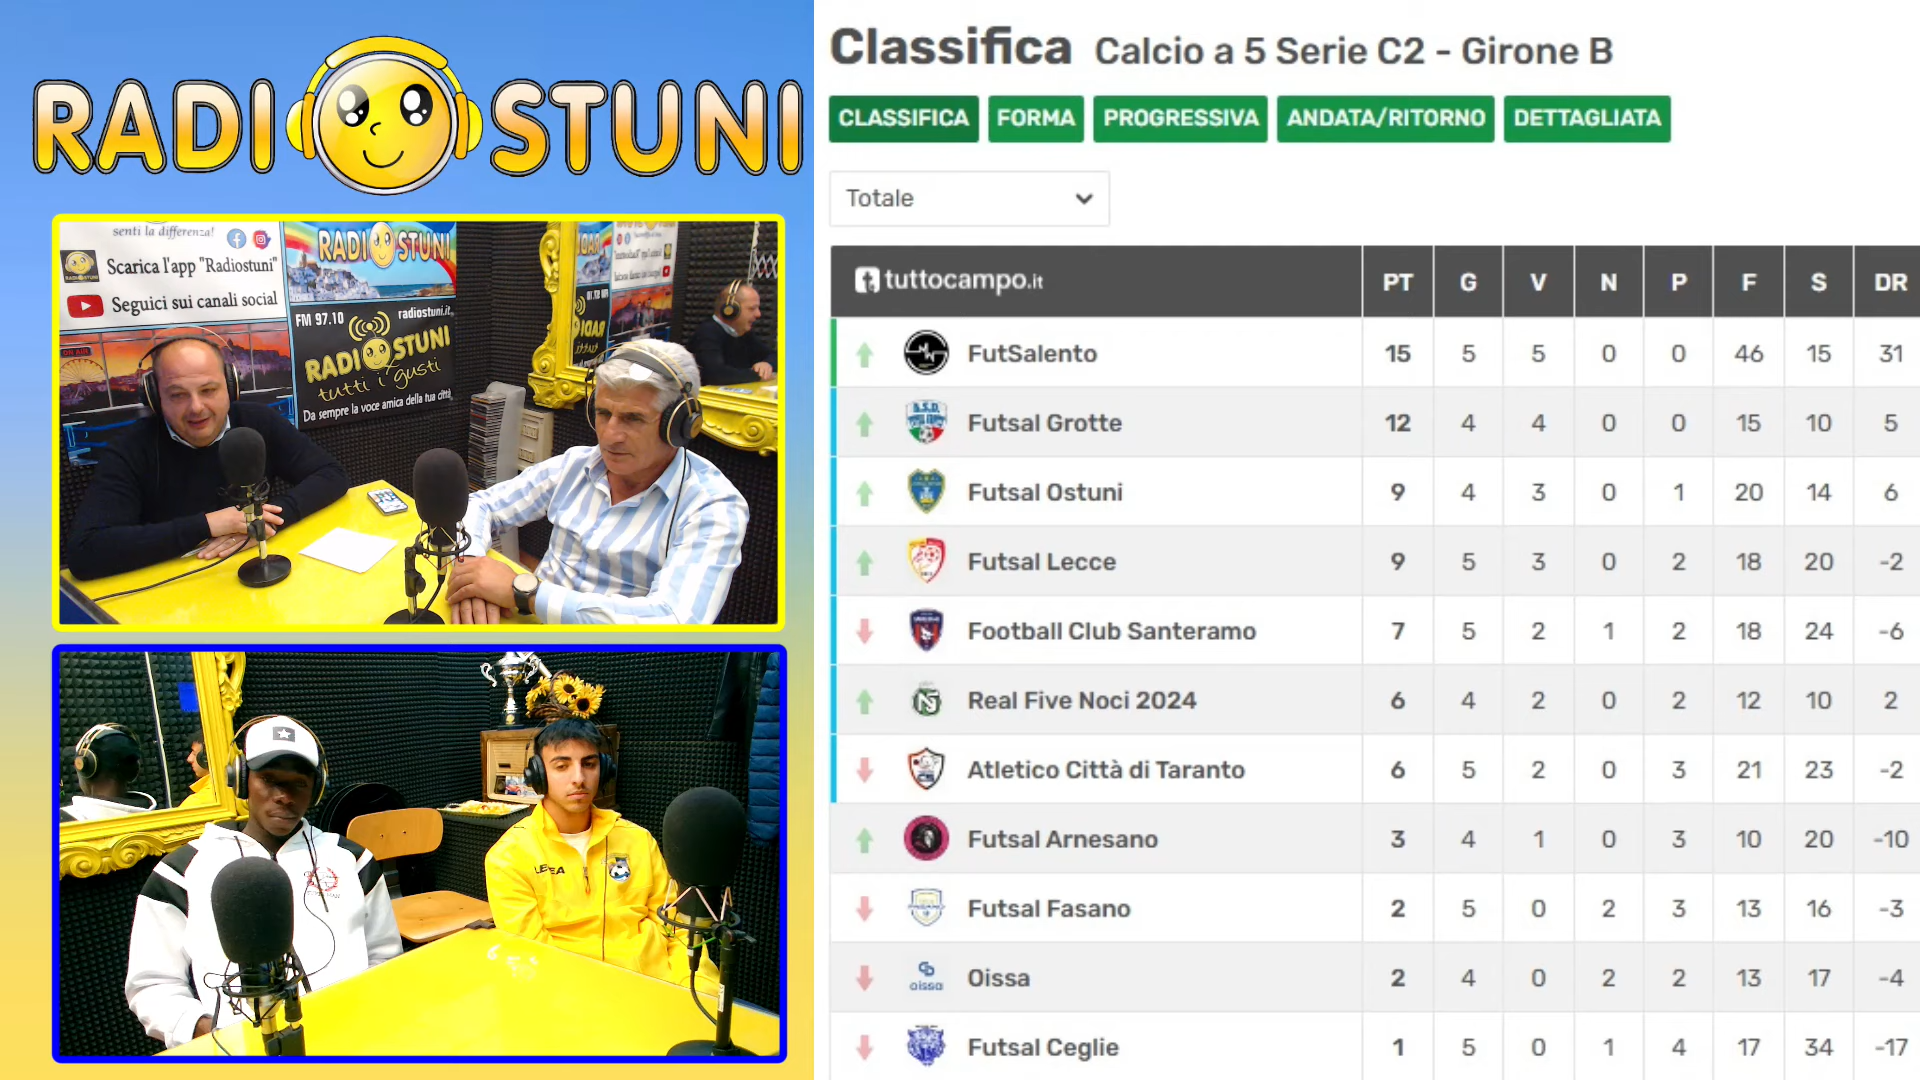 RADIOSTUNI
senti la differenza!
Scarica l'app "Radiostuni"
Seguici sui canali social
ON AIR
RADIOSTUNI
FM 97.10
radiostuni.it
RADIOSTUNI
tutti i gusti
Da sempre la voce amica della tua città
LEGEA
Classifica Calcio a 5 Serie C2 - Girone B
CLASSIFICA FORMA PROGRESSIVA ANDATA/RITORNO DETTAGLIATA
Totale
tuttocampo.it PT G V N P F S DR
FutSalento 15 5 5 0 0 46 15 31
Futsal Grotte 12 4 4 0 0 15 10 5
Futsal Ostuni 9 4 3 0 1 20 14 6
Futsal Lecce 9 5 3 0 2 18 20 -2
Football Club Santeramo 7 5 2 1 2 18 24 -6
Real Five Noci 2024 6 4 2 0 2 12 10 2
Atletico Città di Taranto 6 5 2 0 3 21 23 -2
Futsal Arnesano 3 4 1 0 3 10 20 -10
Futsal Fasano 2 5 0 2 3 13 16 -3
oissa Oissa 2 4 0 2 2 13 17 -4
Futsal Ceglie 1 5 0 1 4 17 34 -17